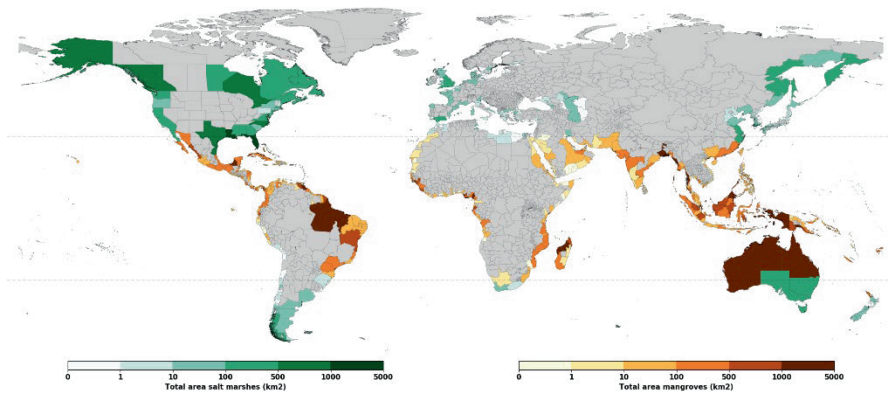 0 1 10 100 500 1000 5000
Total area salt marshes (km2)
0 1 10 100 500 1000 5000
Total area mangroves (km2)